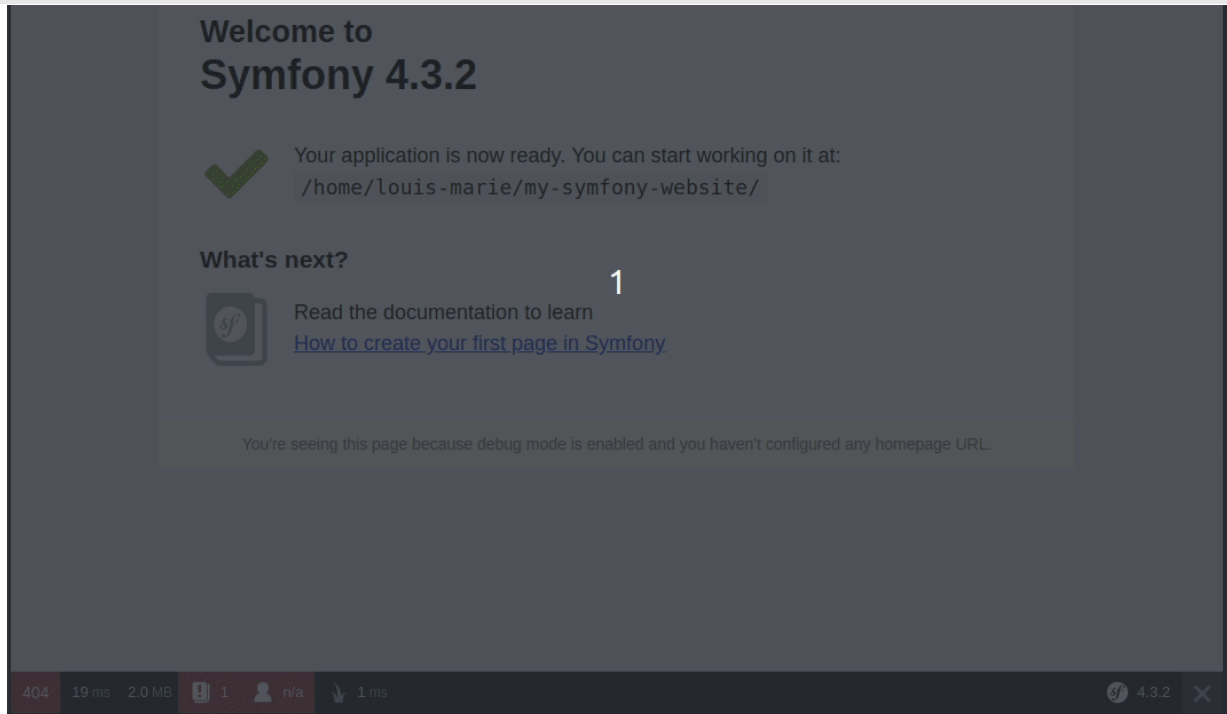 Welcome to
Symfony 4.3.2
Your application is now ready. You can start working on it at:
/home/louis-marie/my-symfony-website/
What's next?
1
Read the documentation to learn
How to create your first page in Symfony
You're seeing this page because debug mode is enabled and you haven't configured any homepage URL.
404 19 ms 2.0 MB 1 n/a 1 ms sf 4.3.2